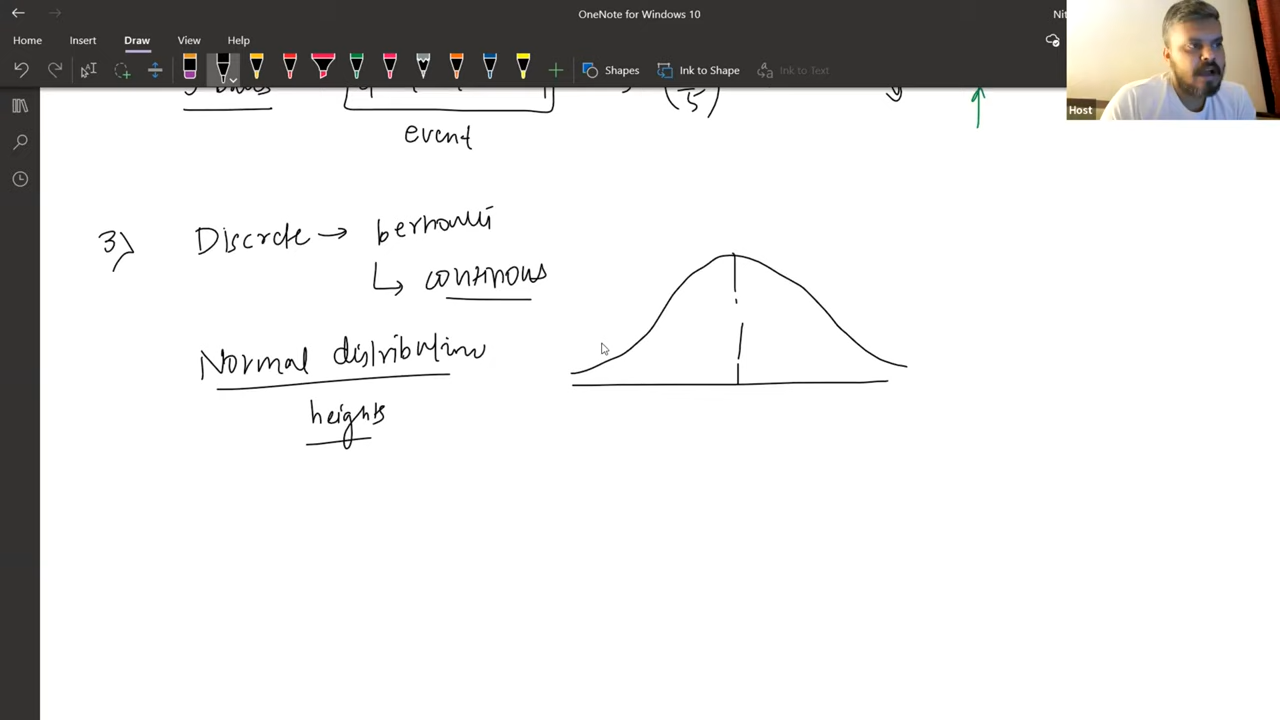 OneNote for Windows 10
Home Insert Draw View Help
Shapes Ink to Shape Ink to Text
Host
event
3) Discrete → bernoulli
↳ continous
Normal distribution
heights